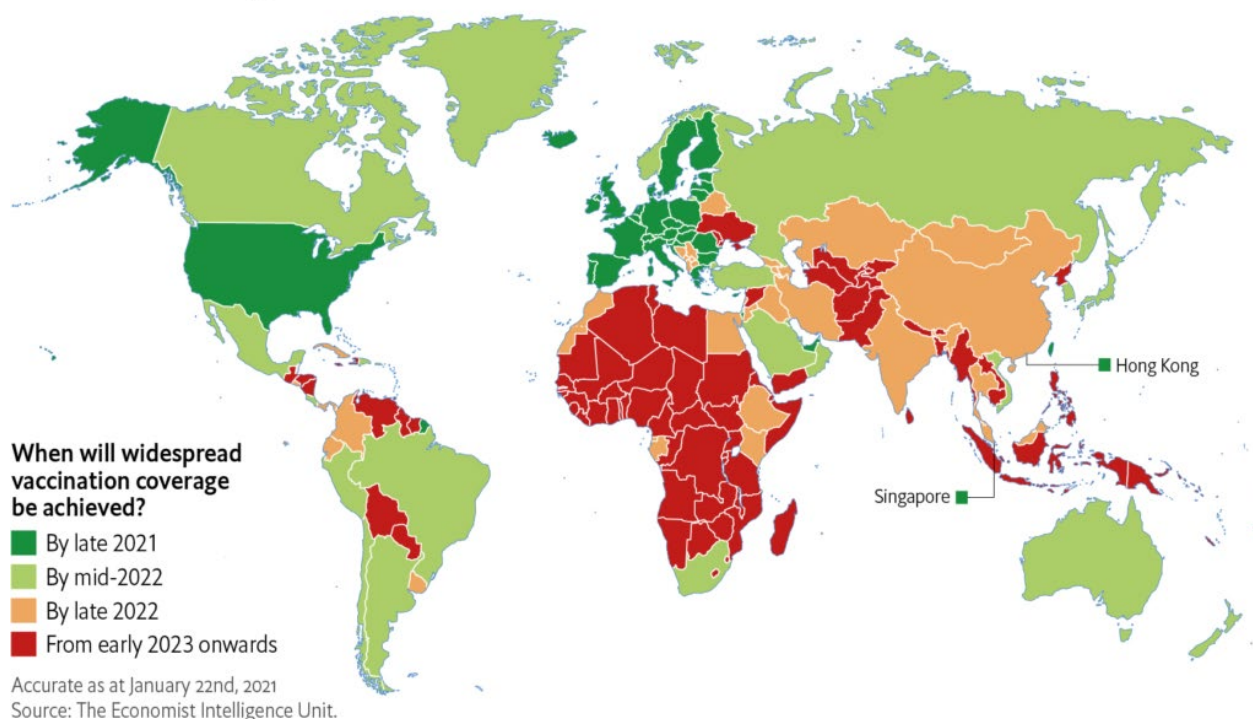 Hong Kong
Singapore
When will widespread
vaccination coverage
be achieved?
By late 2021
By mid-2022
By late 2022
From early 2023 onwards
Accurate as at January 22nd, 2021
Source: The Economist Intelligence Unit.